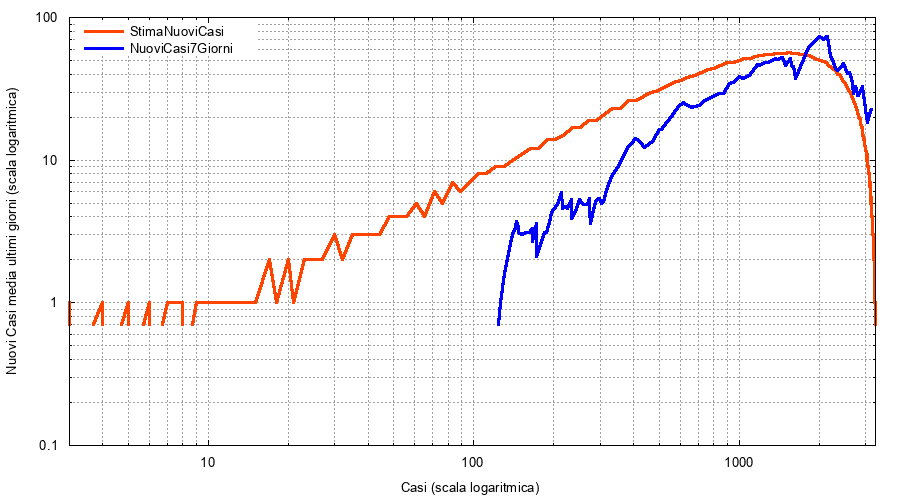 100
StimaNuoviCasi
NuoviCasi7Giorni
Nuovi Casi media ultimi giorni (scala logaritmica)
10
1
0.1
10
100
1000
Casi (scala logaritmica)